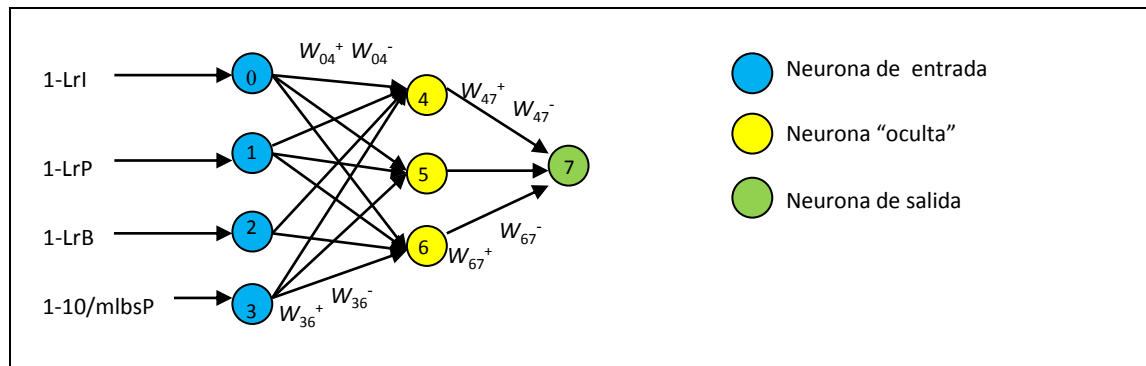 W04+ W04-
1-LrI
0
4
W47+
W47-
Neurona de entrada
1-LrP
1
5
7
Neurona “oculta”
1-LrB
2
6
W67+
W67-
Neurona de salida
1-10/mlbsP
3
W36+
W36-